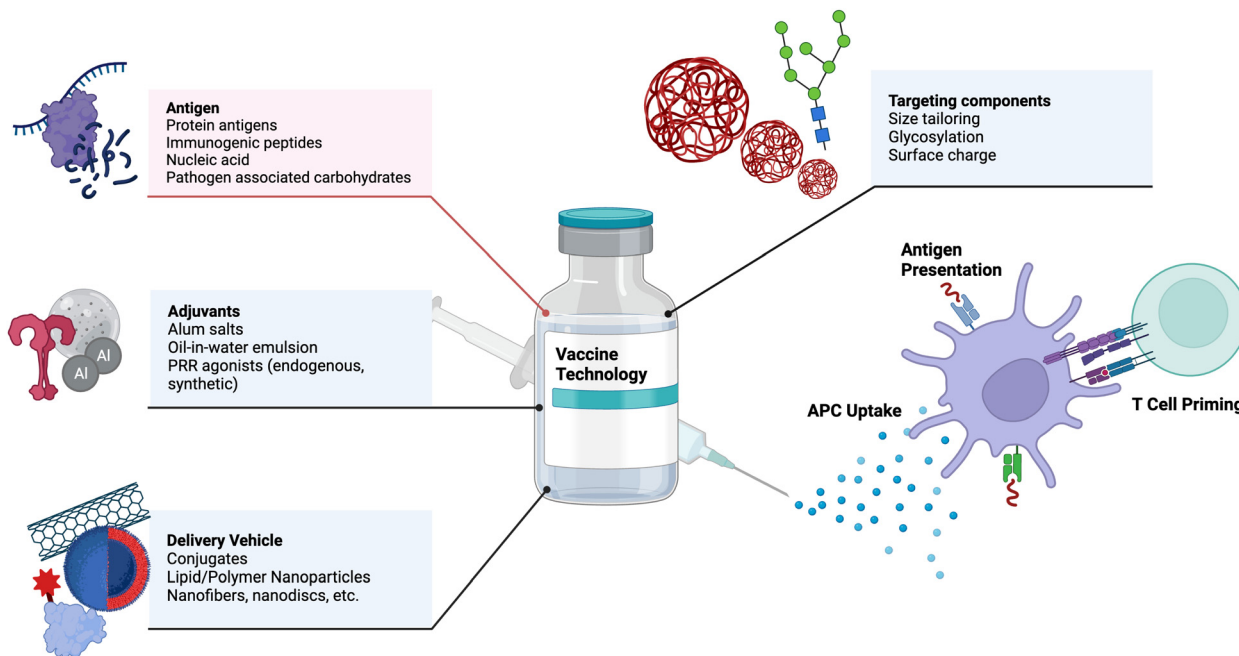 Antigen
Protein antigens
Immunogenic peptides
Nucleic acid
Pathogen associated carbohydrates
Targeting components
Size tailoring
Glycosylation
Surface charge
Adjuvants
Alum salts
Oil-in-water emulsion
PRR agonists (endogenous,
synthetic)
Al
Al
Vaccine
Technology
Antigen
Presentation
APC Uptake
T Cell Priming
Delivery Vehicle
Conjugates
Lipid/Polymer Nanoparticles
Nanofibers, nanodiscs, etc.